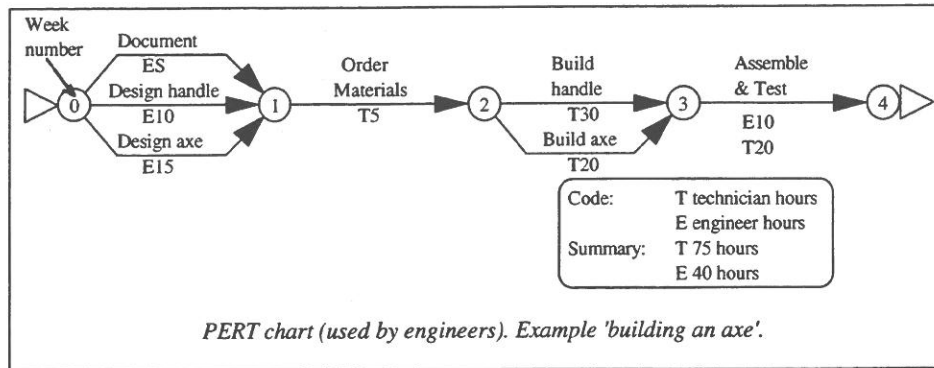 Week
number
Document
ES
Design handle
E10
Design axe
E15
0
1
Order
Materials
T5
2
Build
handle
T30
Build axe
T20
3
Assemble
& Test
E10
T20
4
Code: T technician hours
E engineer hours
Summary: T 75 hours
E 40 hours
PERT chart (used by engineers). Example 'building an axe'.